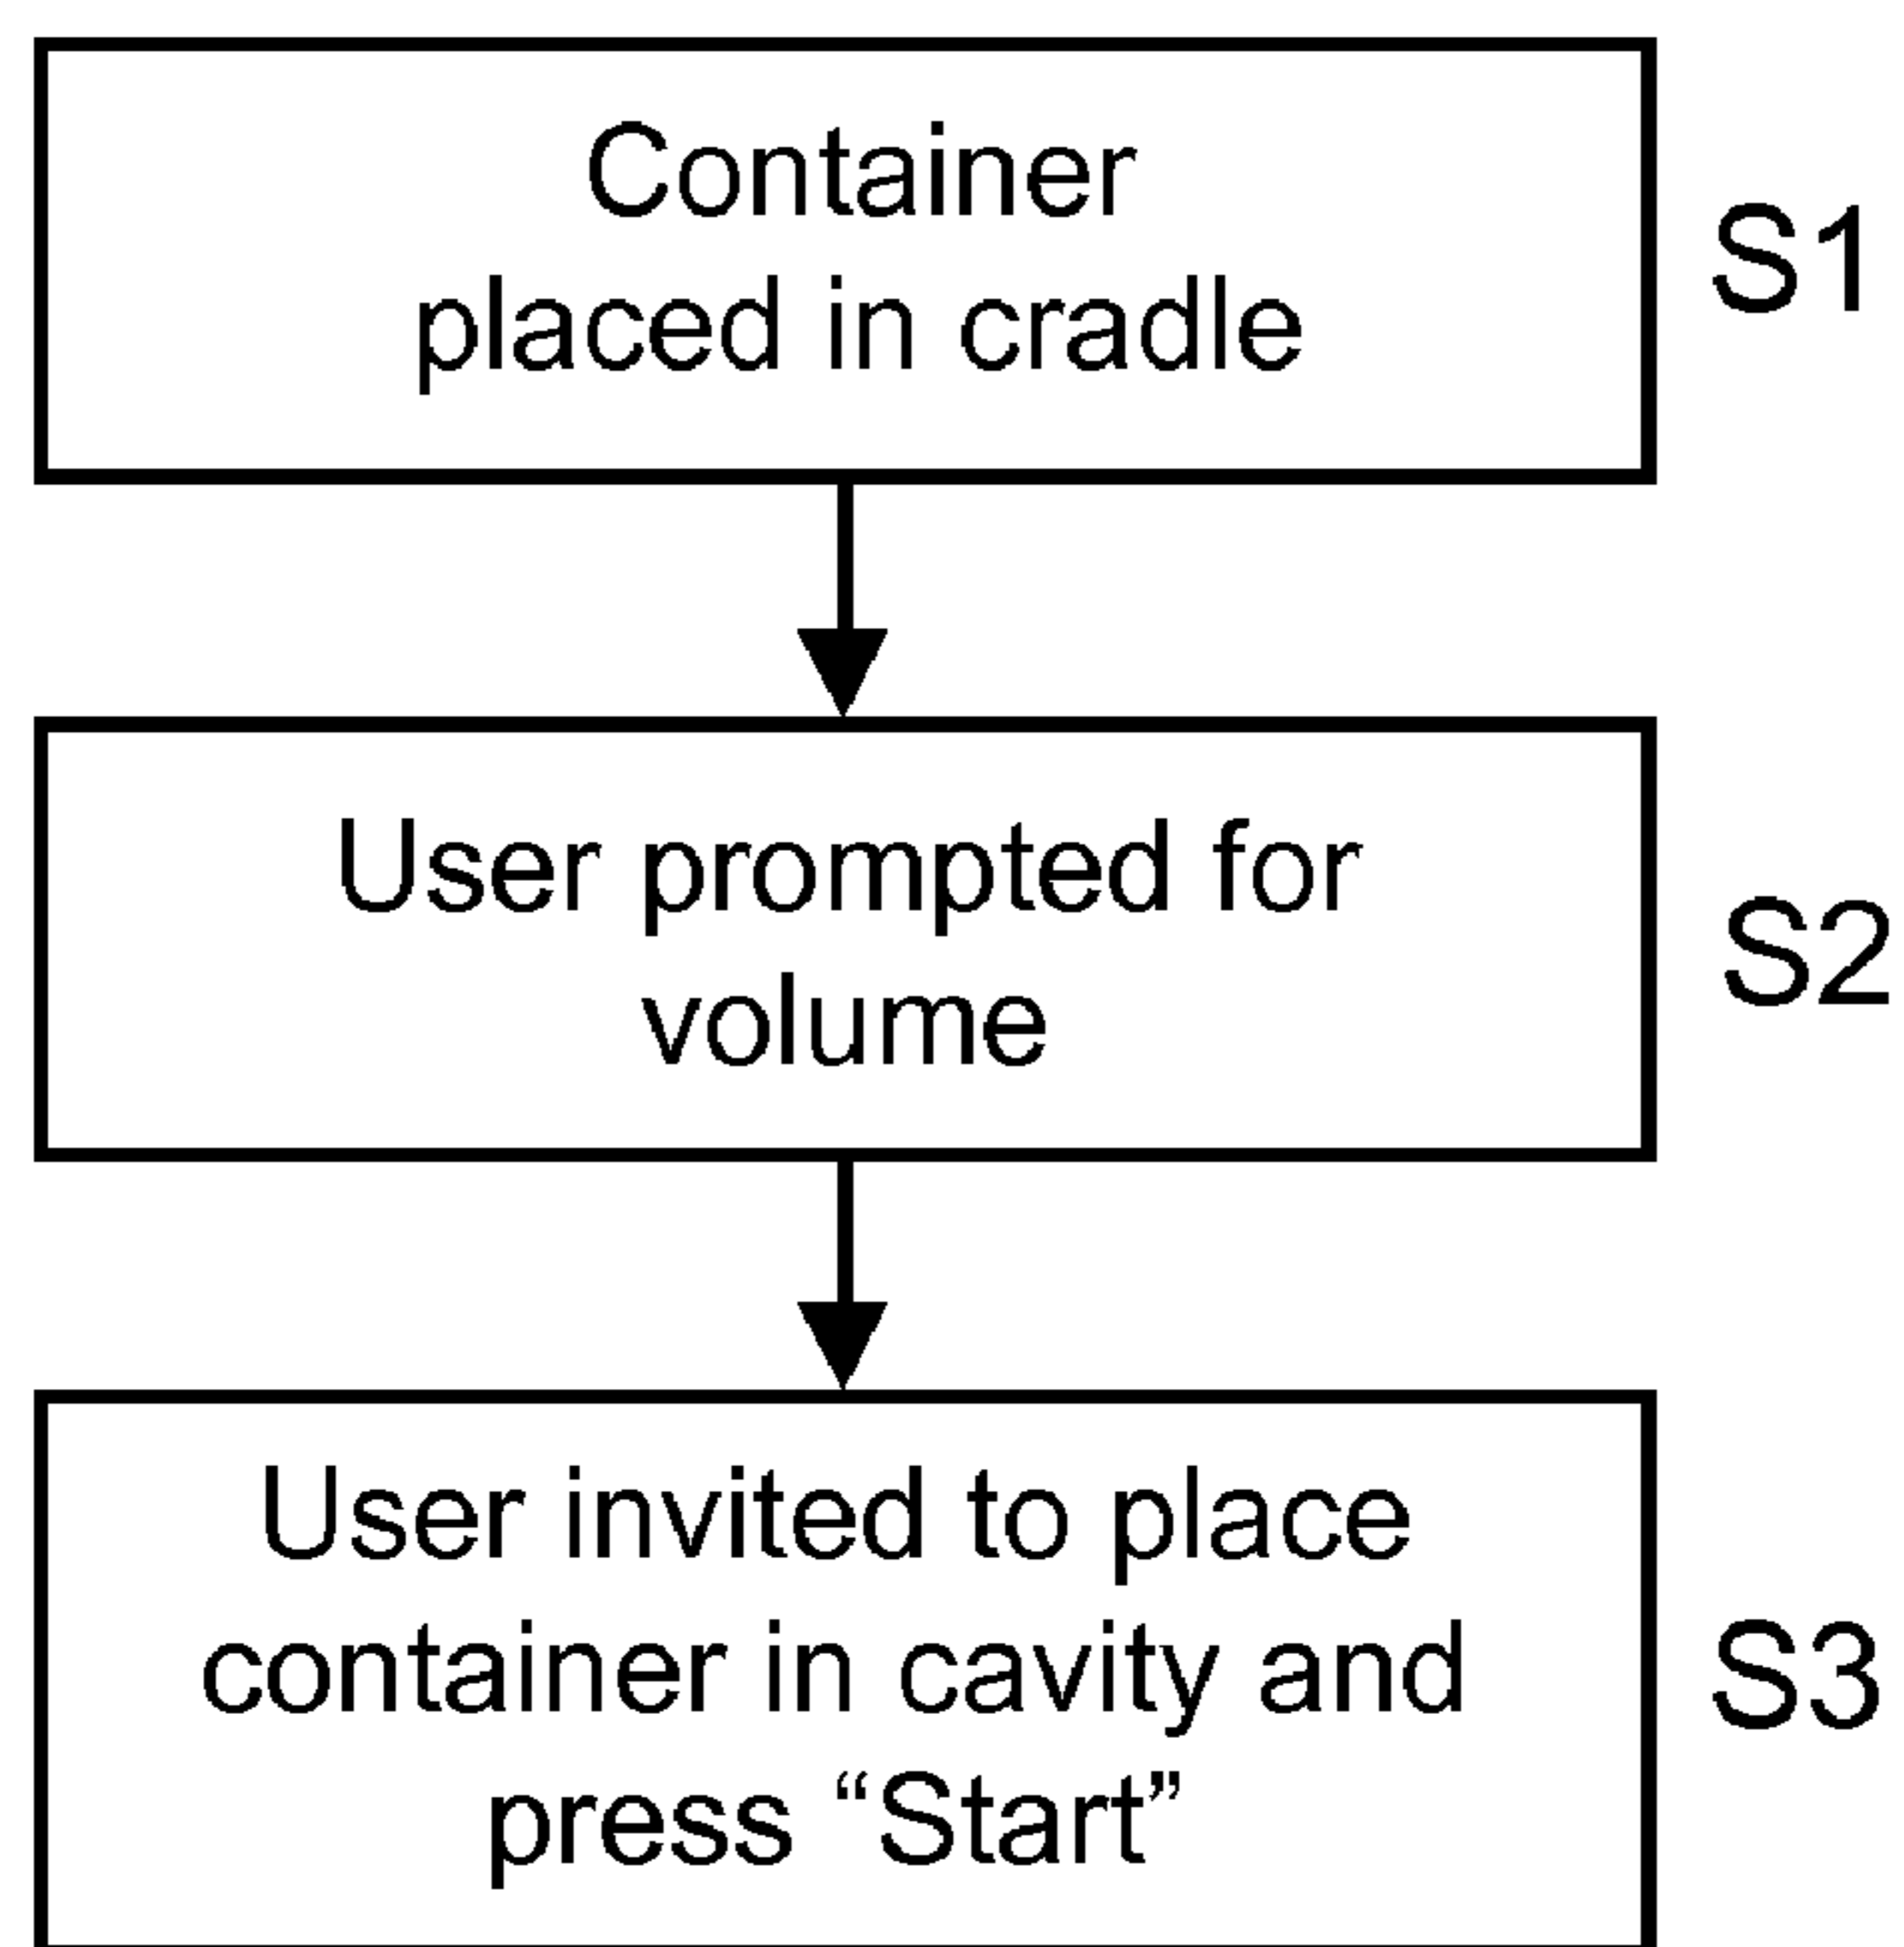 Container
placed in cradle
S1
User prompted for
volume
S2
User invited to place
container in cavity and
press “Start”
S3